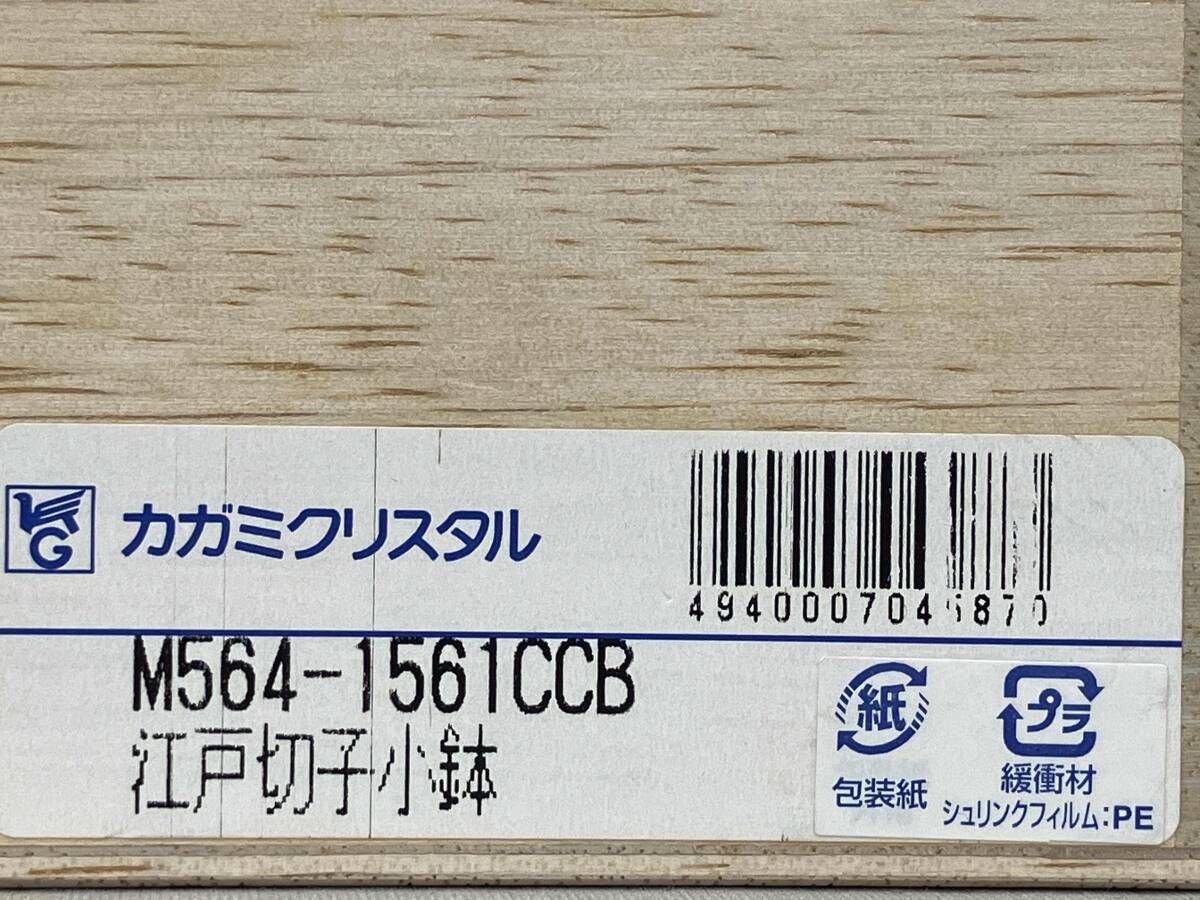 G
カガミクリスタル
4940007045870
M564-1561CCB
江戸切子小鉢
紙
包装紙
プラ
緩衝材
シュリンクフィルム:PE